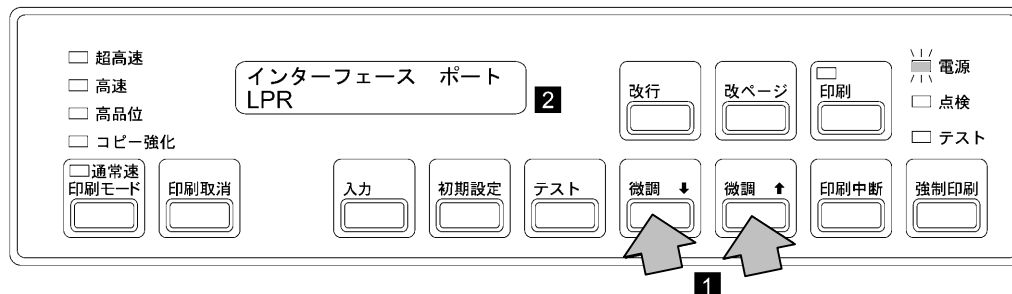 超高速
高速
高品位
コピー強化
通常速
印刷モード
印刷取消
インターフェース ポート
LPR
2
入力
初期設定
テスト
改行
改ページ
印刷
微調 ⬇
微調 ⬆
印刷中断
強制印刷
電源
点検
テスト
1